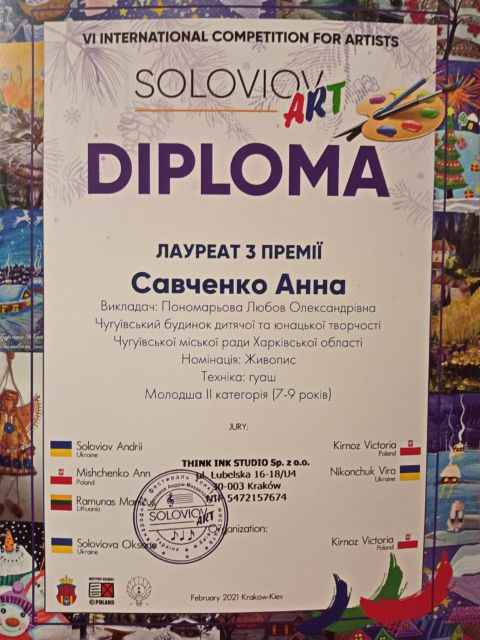 VI INTERNATIONAL COMPETITION FOR ARTISTS
SOLOVIOV
ART
DIPLOMA
ЛАУРЕАТ 3 ПРЕМІЇ
Савченко Анна
Викладач: Пономарьова Любов Олександрівна
Чугуївський будинок дитячої та юнацької творчості
Чугуївської міської ради Харківської області
Номінація: Живопис
Техніка: гуаш
Молодша II категорія (7-9 років)
JURY:
Soloviov Andrii
Ukraine
Mishchenko Ann
Poland
Ramunas
Lithuania
Kirnoz Victoria
Poland
Nikonchuk Vira
Ukraine
THINK INK STUDIO Sp. z o.o.
ul. Lubelska 16-18/U4
30-003 Kraków
NIP 5472157674
SOLOVIOV
ART
Україна
Organization:
Soloviova
Ukraine
Kirnoz Victoria
Poland
POLAND
February 2021 Krakow-Kiev